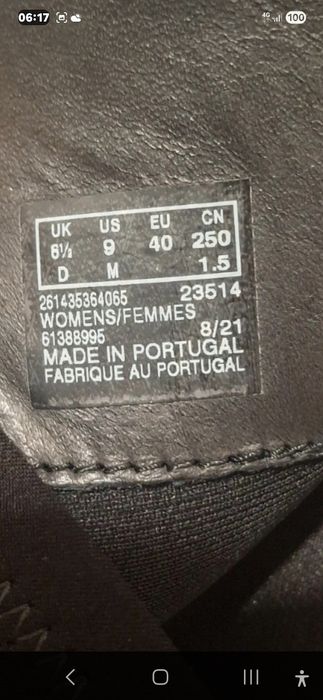 06:17 4G 100
UK US EU CN
6½ 9 40 250
D M 1.5
261435364065 23514
WOMENS/FEMMES
61388995 8/21
MADE IN PORTUGAL
FABRIQUE AU PORTUGAL